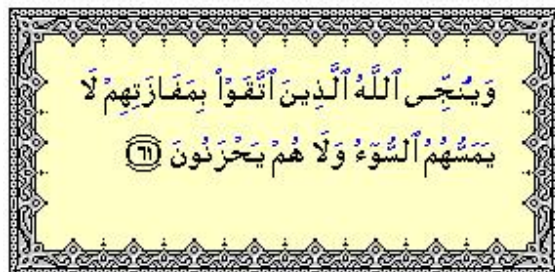 وَيُنَجِّى ٱللَّهُ ٱلَّذِينَ ٱتَّقَوْا۟ بِمَفَازَتِهِمْ لَا
يَمَسُّهُمُ ٱلسُّوٓءُ وَلَا هُمْ يَحْزَنُونَ ﴿٦١﴾